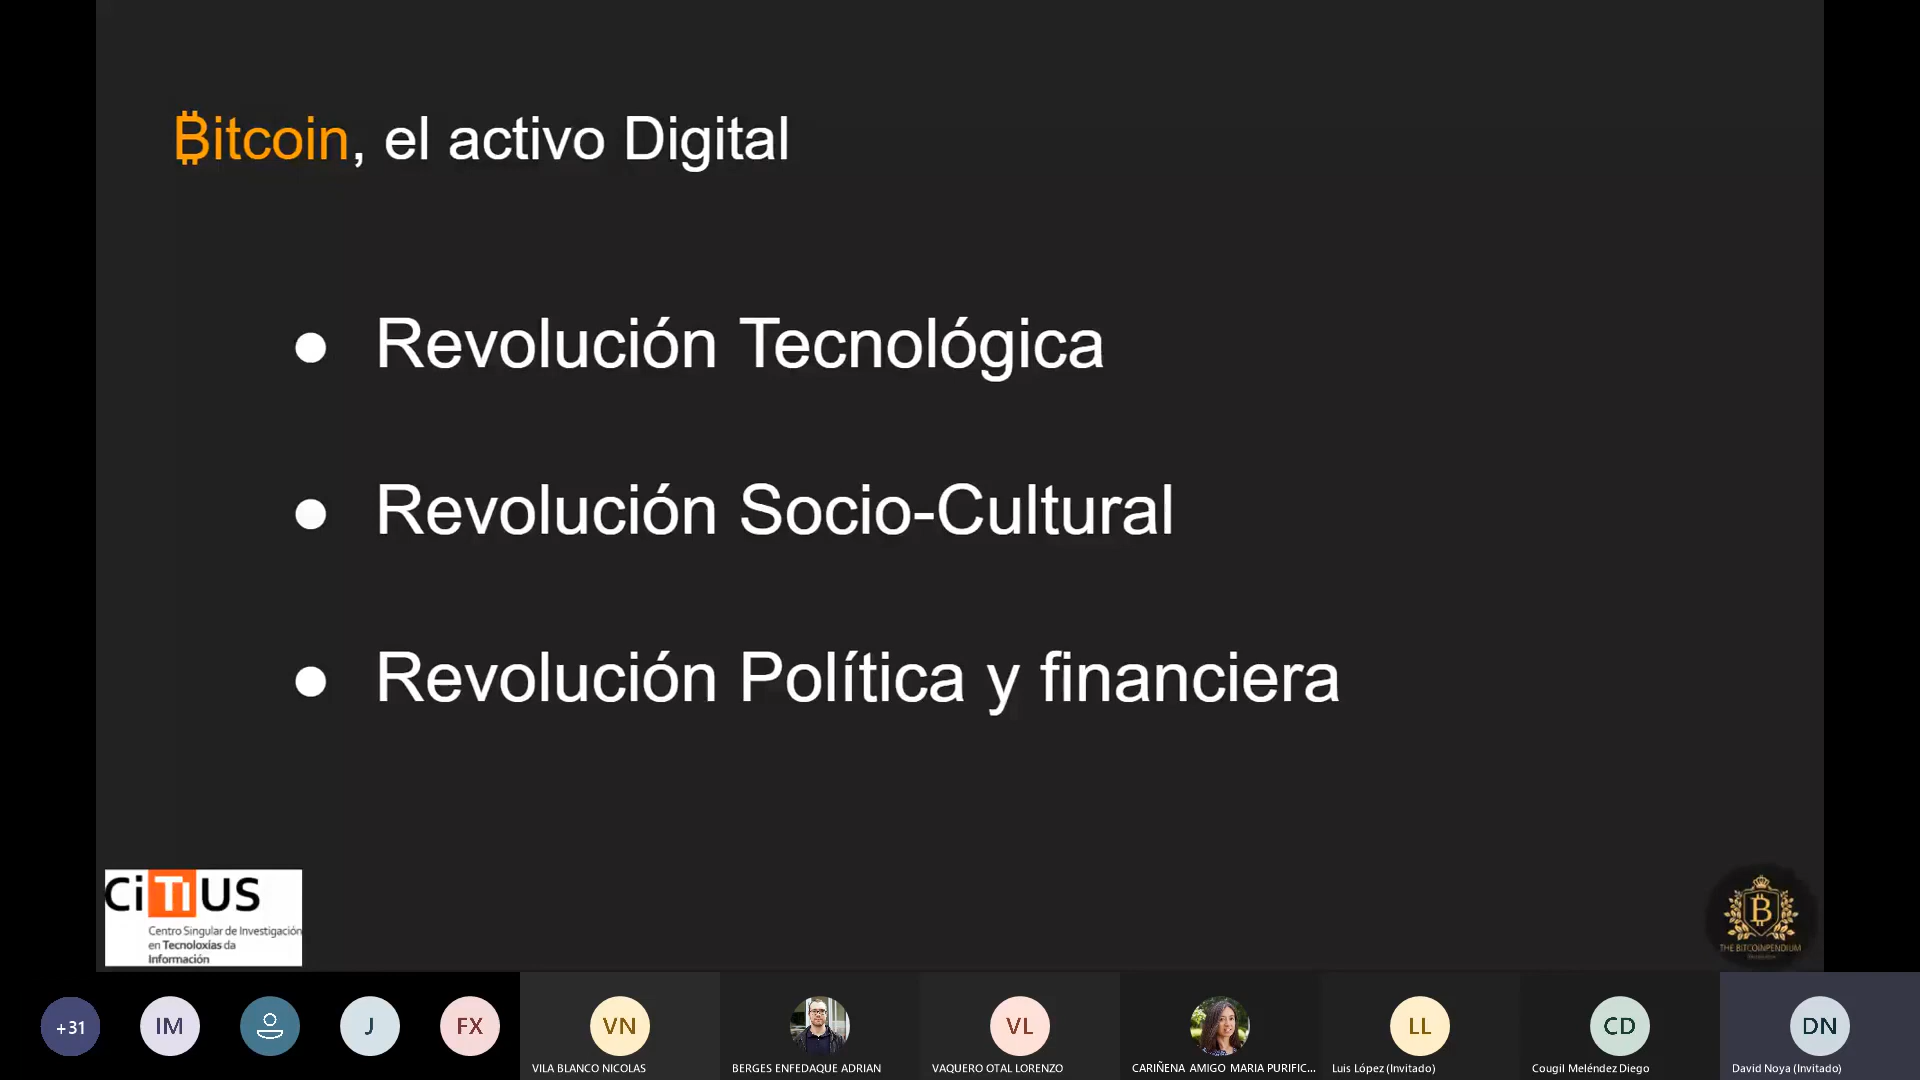 ₿itcoin, el activo Digital
● Revolución Tecnológica
● Revolución Socio-Cultural
● Revolución Política y financiera
CiTIUS
Centro Singular de Investigación
en Tecnoloxías da
Información
B
THE BITCOINPENDIUM
+31
IM
J
FX
VN
VL
LL
CD
DN
VILA BLANCO NICOLAS
BERGES ENFEDAQUE ADRIAN
VAQUERO OTAL LORENZO
CARIÑENA AMIGO MARIA PURIFIC...
Luis López (Invitado)
Cougil Meléndez Diego
David Noya (Invitado)